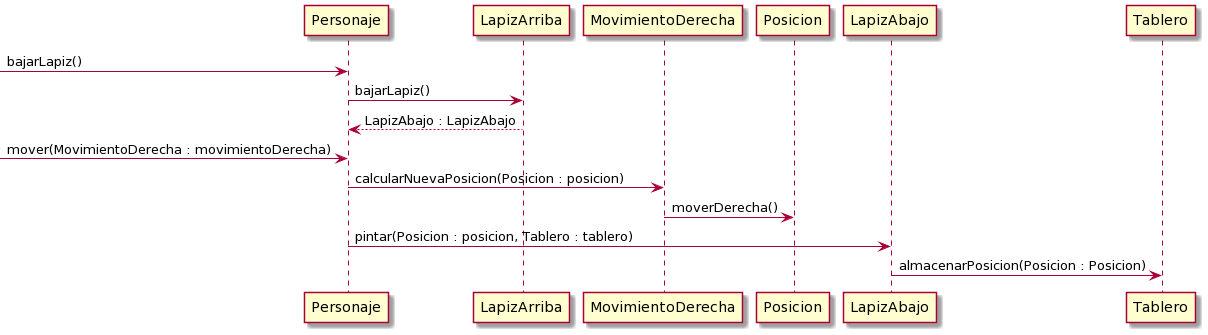 Personaje LapizArriba MovimientoDerecha Posicion LapizAbajo Tablero
bajarLapiz()
bajarLapiz()
LapizAbajo : LapizAbajo
mover(MovimientoDerecha : movimientoDerecha)
calcularNuevaPosicion(Posicion : posicion)
moverDerecha()
pintar(Posicion : posicion, Tablero : tablero)
almacenarPosicion(Posicion : Posicion)
Personaje LapizArriba MovimientoDerecha Posicion LapizAbajo Tablero